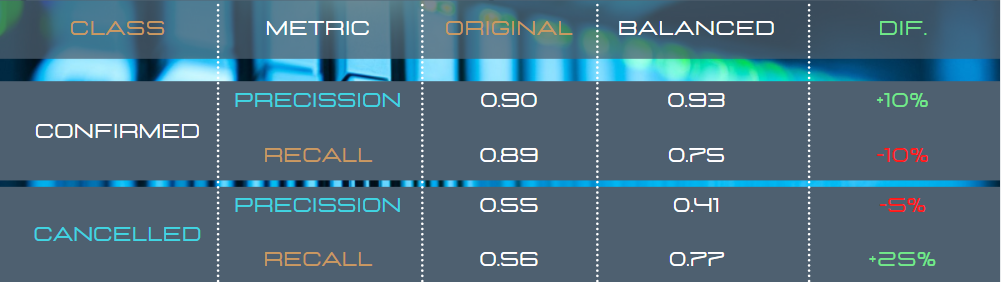 CLASS METRIC ORIGINAL BALANCED DIF.
PRECISSION 0.90 0.93 +10%
CONFIRMED
RECALL 0.89 0.75 -10%
PRECISSION 0.55 0.41 -5%
CANCELLED
RECALL 0.56 0.77 +25%